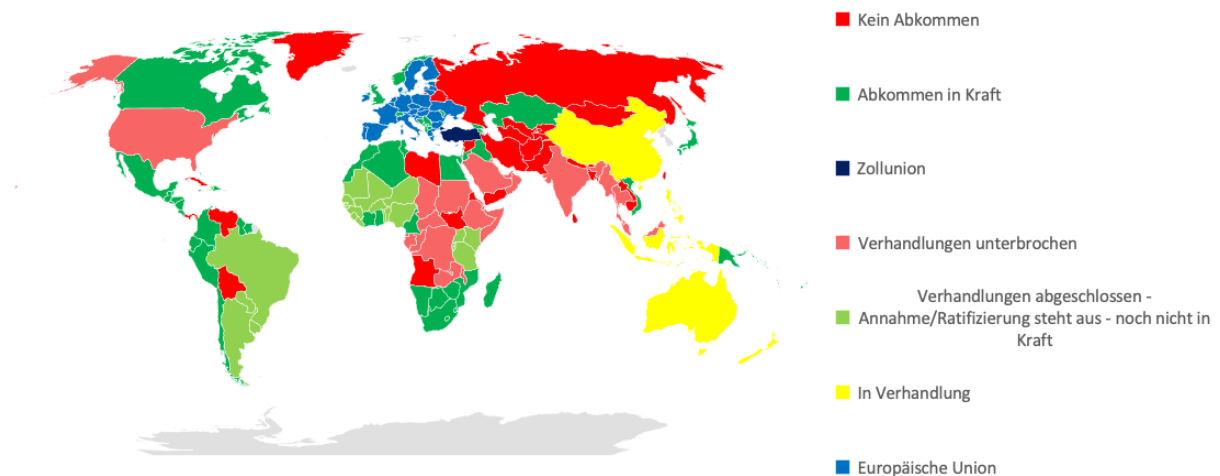 Kein Abkommen
Abkommen in Kraft
Zollunion
Verhandlungen unterbrochen
Verhandlungen abgeschlossen -
Annahme/Ratifizierung steht aus - noch nicht in
Kraft
In Verhandlung
Europäische Union